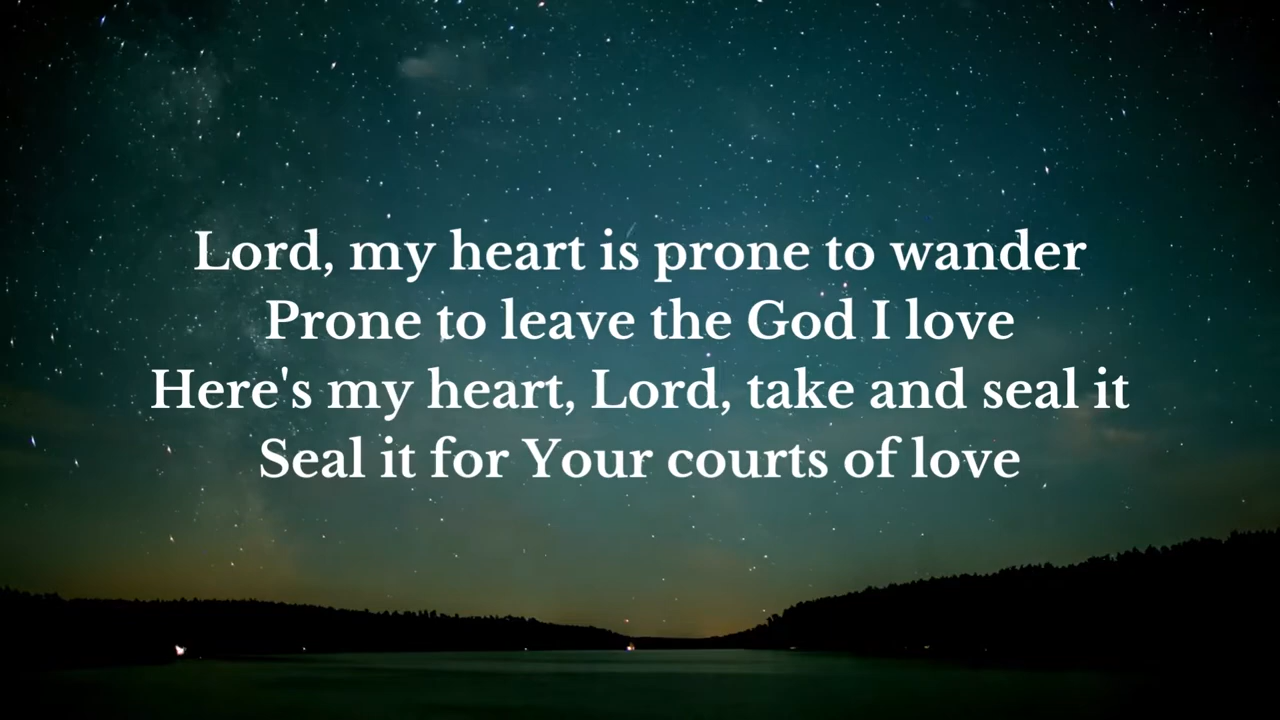 Lord, my heart is prone to wander
Prone to leave the God I love
Here's my heart, Lord, take and seal it
Seal it for Your courts of love